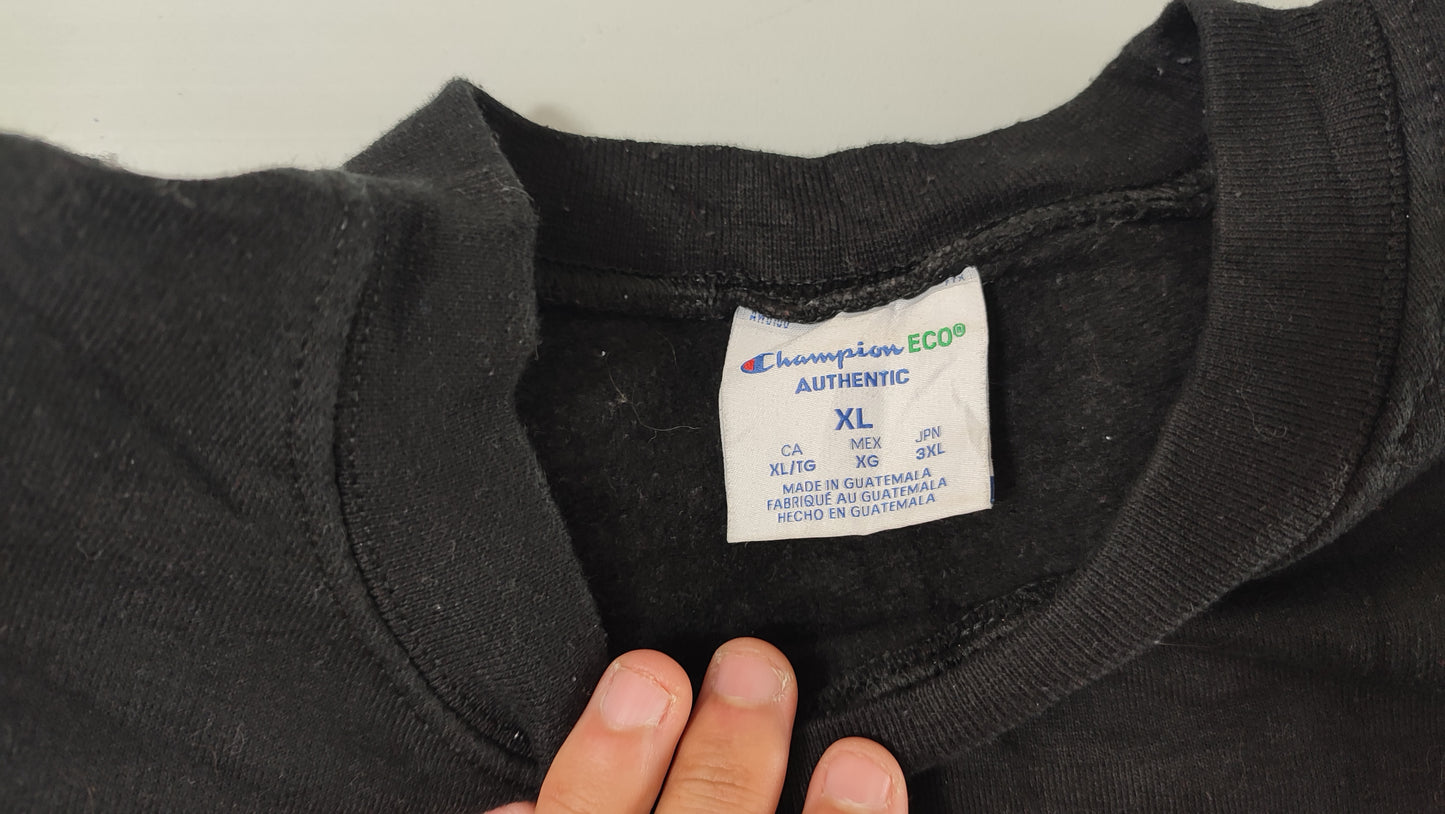 Champion ECO®
AUTHENTIC
XL
CA MEX JPN
XL/TG XG 3XL
MADE IN GUATEMALA
FABRIQUÉ AU GUATEMALA
HECHO EN GUATEMALA